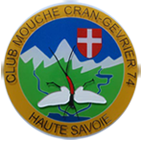 CLUB MOUCHE CRAN-GEVRIER 74
HAUTE SAVOIE